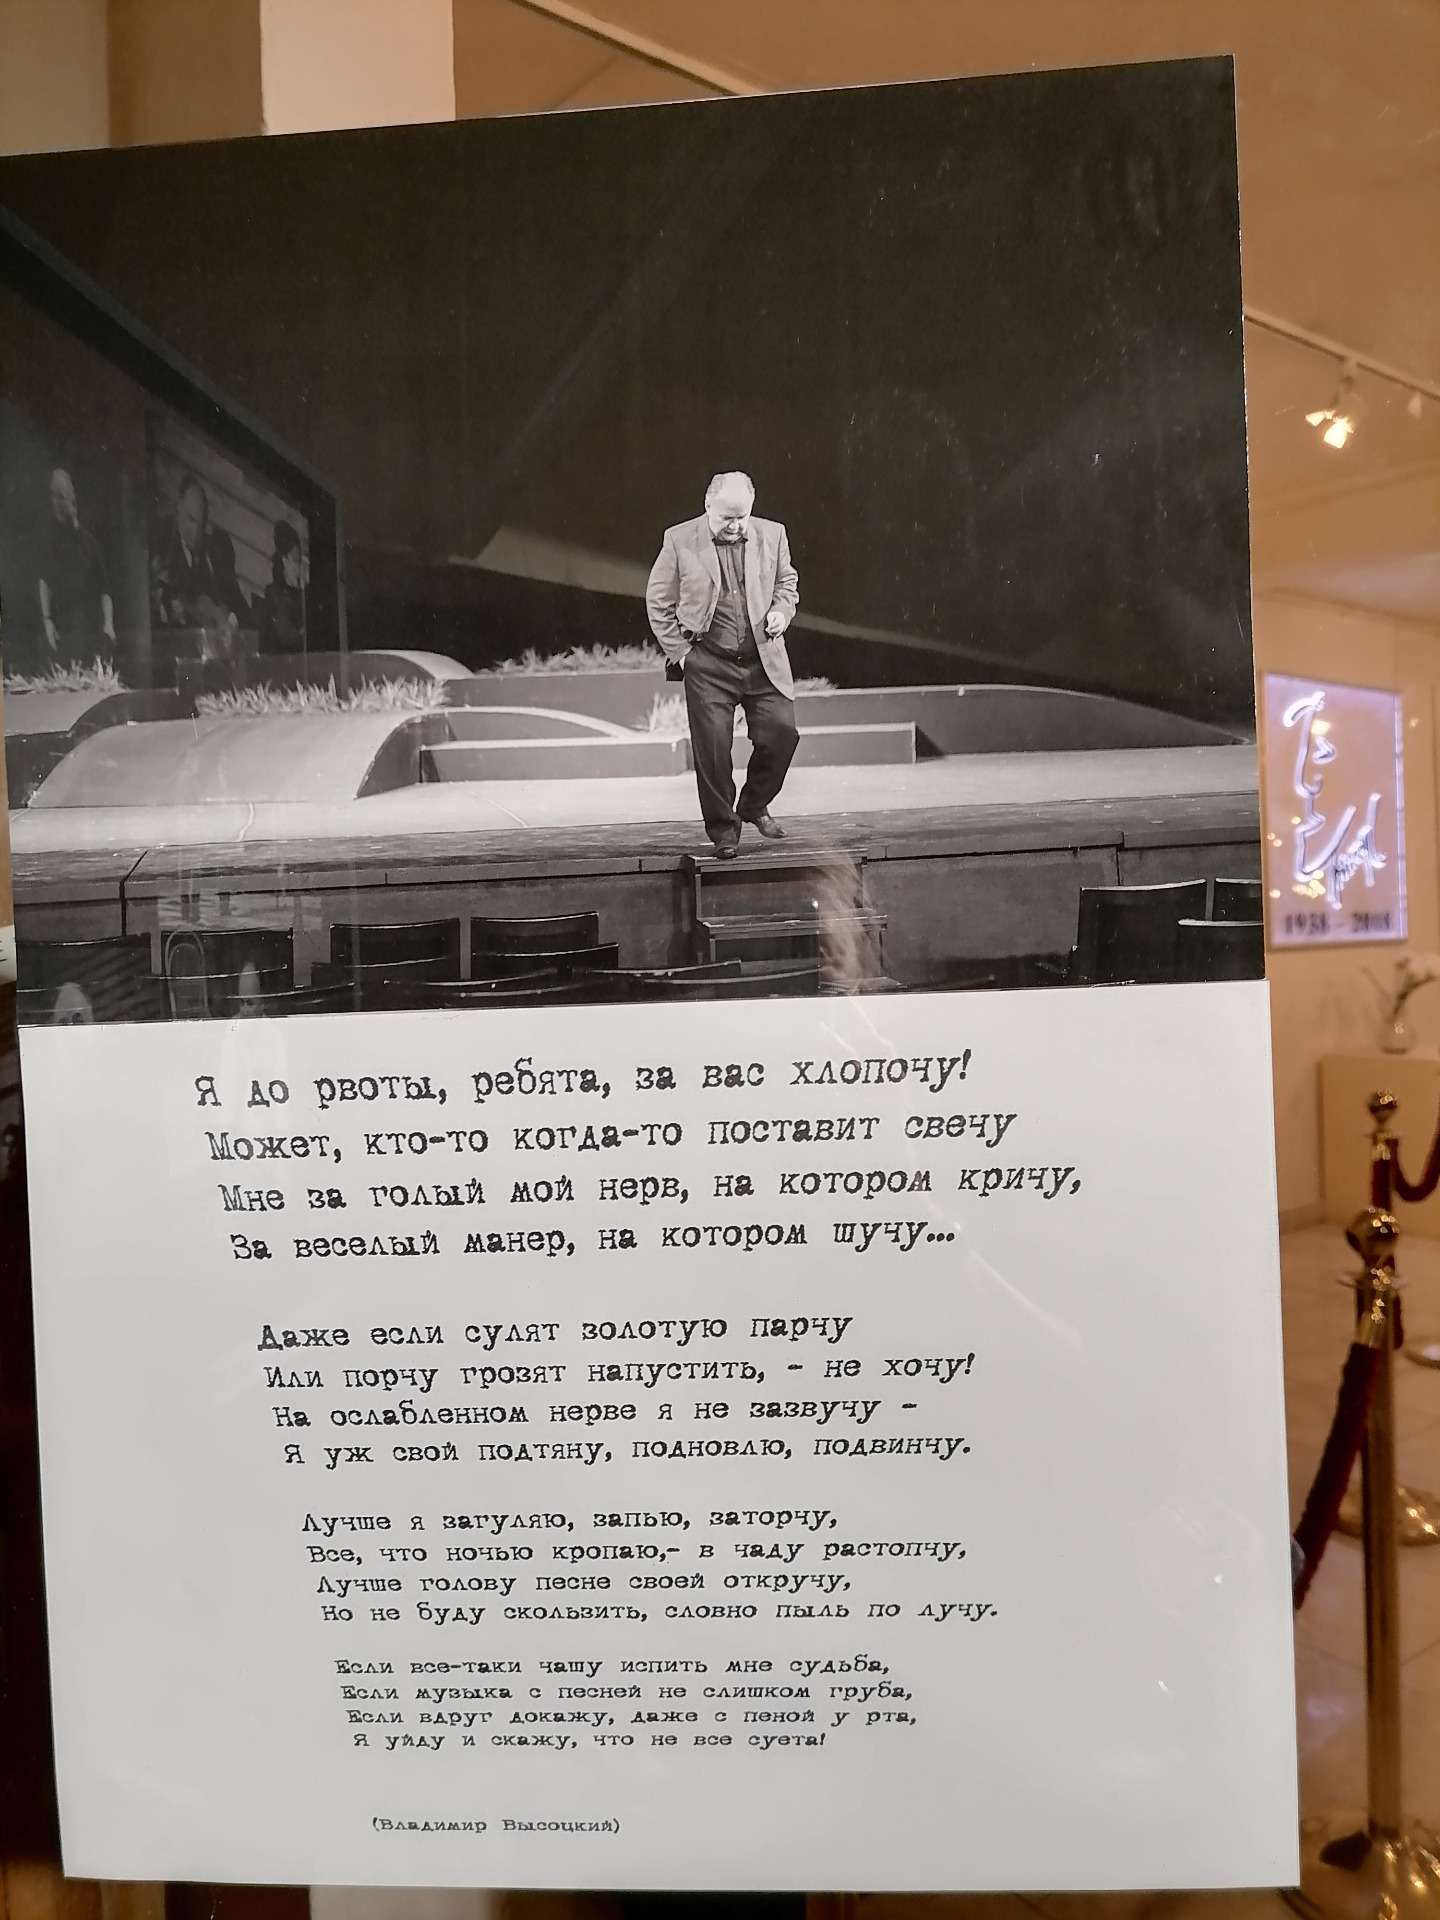 Я до рвоты, ребята, за вас хлопочу!
Может, кто-то когда-то поставит свечу
Мне за голый мой нерв, на котором кричу,
За веселый манер, на котором шучу...
Даже если сулят золотую парчу
Или порчу грозят напустить, - не хочу!
На ослабленном нерве я не зазвучу -
Я уж свой подтяну, подновлю, подвинчу.
Лучше я загуляю, запью, заторчу,
Все, что ночью кропаю,- в чаду растопчу,
Лучше голову песне своей откручу,
Но не буду скользить, словно пыль по лучу.
Если все-таки чашу испить мне судьба,
Если музыка с песней не слишком груба,
Если вдруг докажу, даже с пеной у рта,
Я уйду и скажу, что не все суета!
(Владимир Высоцкий)
1938 - 2018